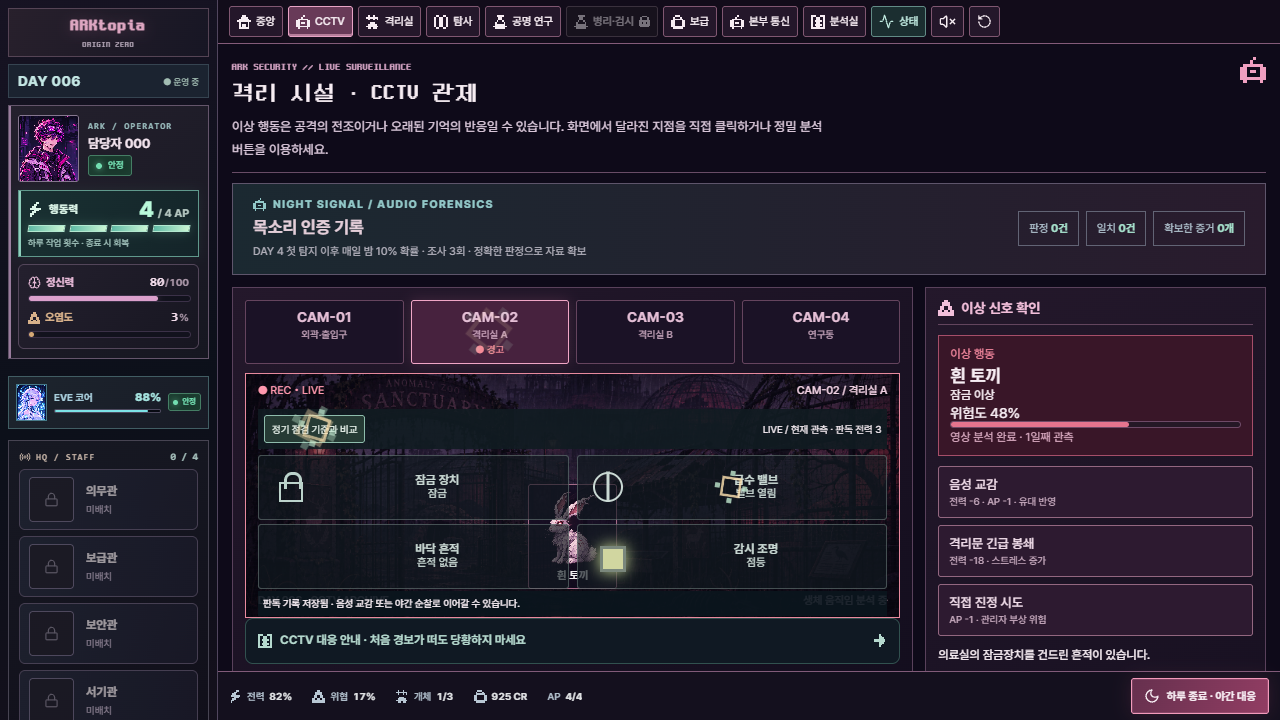 ARKtopia
ORIGIN ZERO
DAY 006
운영 중
ARK / OPERATOR
담당자 000
안정
행동력
4 / 4 AP
하루 작업 횟수 · 종료 시 회복
정신력
80/100
오염도
3%
EVE 코어
88%
안정
HQ / STAFF
0 / 4
의무관
미배치
보급관
미배치
보안관
미배치
서기관
미배치
중앙
CCTV
격리실
탐사
공명 연구
병리·검시
보급
본부 통신
분석실
상태
ARK SECURITY // LIVE SURVEILLANCE
격리 시설 · CCTV 관제
이상 행동은 공격의 전조이거나 오래된 기억의 반응일 수 있습니다. 화면에서 달라진 지점을 직접 클릭하거나 정밀 분석
버튼을 이용하세요.
NIGHT SIGNAL / AUDIO FORENSICS
목소리 인증 기록
DAY 4 첫 탐지 이후 매일 밤 10% 확률 · 조사 3회 · 정확한 판정으로 자료 확보
판정 0건
일치 0건
확보한 증거 0개
CAM-01
외곽·출입구
CAM-02
격리실 A
경고
CAM-03
격리실 B
CAM-04
연구동
REC • LIVE
CAM-02 / 격리실 A
ANOMALY
SANCTUARY
정기 점검 기준과 비교
LIVE / 현재 관측 · 판독 전력 3
잠금 장치
잠금
밸브
밸브 열림
바닥 흔적
흔적 없음
감시 조명
점등
흰 토끼
생체 움직임 분석 중
판독 기록 저장됨 · 음성 교감 또는 야간 순찰로 이어갈 수 있습니다.
CCTV 대응 안내 · 처음 경보가 떠도 당황하지 마세요
이상 신호 확인
이상 행동
흰 토끼
잠금 이상
위험도 48%
영상 분석 완료 · 1일째 관측
음성 교감
전력 -6 · AP -1 · 유대 반영
격리문 긴급 봉쇄
전력 -18 · 스트레스 증가
직접 진정 시도
AP -1 · 관리자 부상 위험
의료실의 잠금장치를 건드린 흔적이 있습니다.
전력 82%
위협 17%
개체 1/3
925 CR
AP 4/4
하루 종료 · 야간 대응